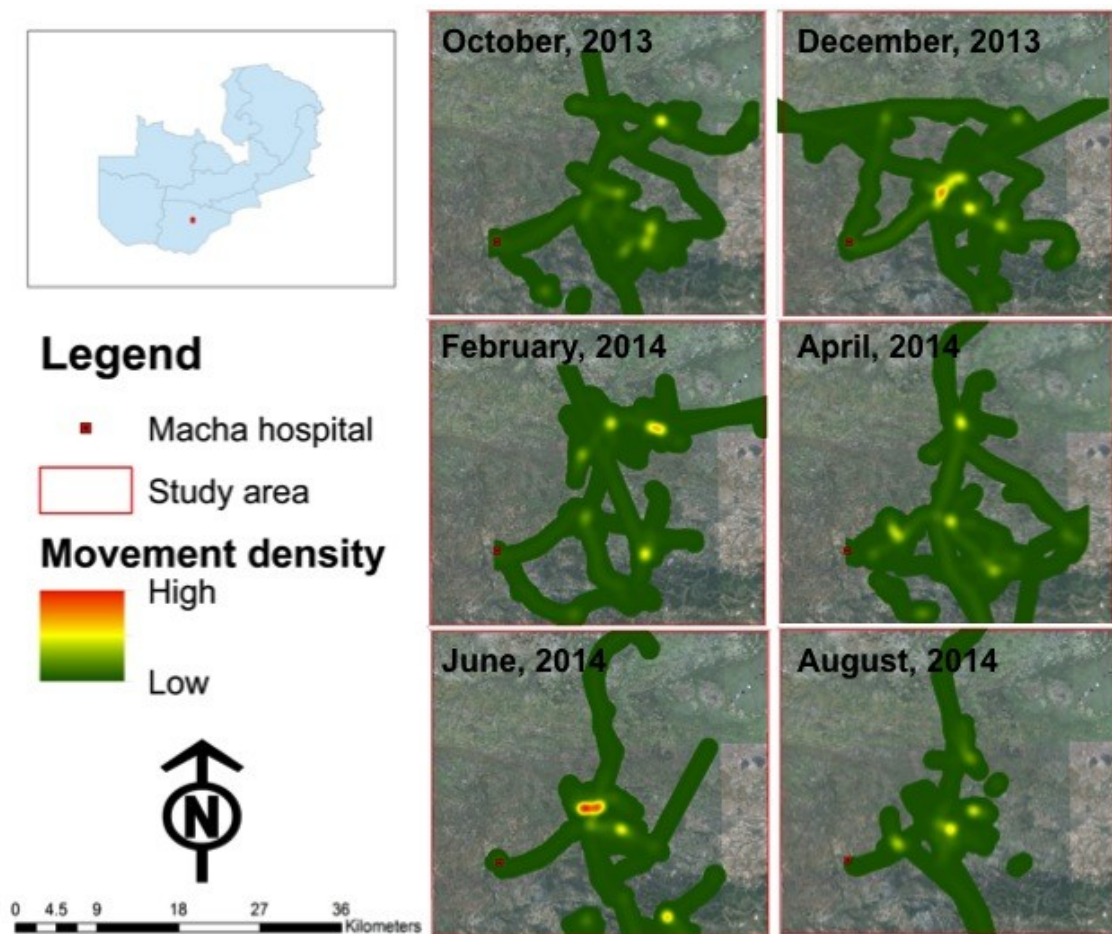 October, 2013
December, 2013
Legend
Macha hospital
Study area
Movement density
High
Low
N
0 4.5 9 18 27 36
Kilometers
February, 2014
April, 2014
June, 2014
August, 2014